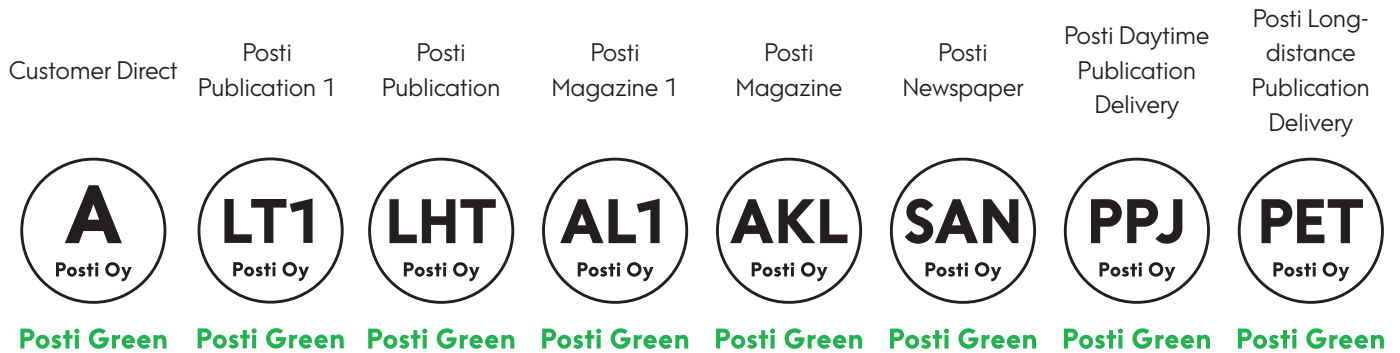 Customer Direct
Posti
Publication 1
Posti
Publication
Posti
Magazine 1
Posti
Magazine
Posti
Newspaper
Posti Daytime
Publication
Delivery
Posti Long-
distance
Publication
Delivery
A
Posti Oy
LT1
Posti Oy
LHT
Posti Oy
AL1
Posti Oy
AKL
Posti Oy
SAN
Posti Oy
PPJ
Posti Oy
PET
Posti Oy
Posti Green
Posti Green
Posti Green
Posti Green
Posti Green
Posti Green
Posti Green
Posti Green